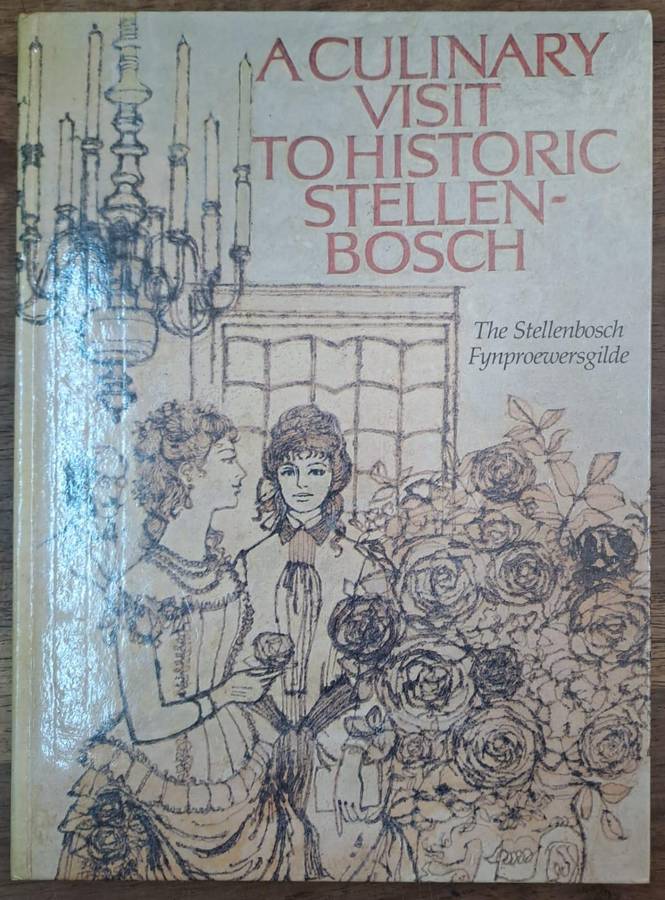 A CULINARY
VISIT
TO HISTORIC
STELLEN-
BOSCH
The Stellenbosch
Fynproewersgilde